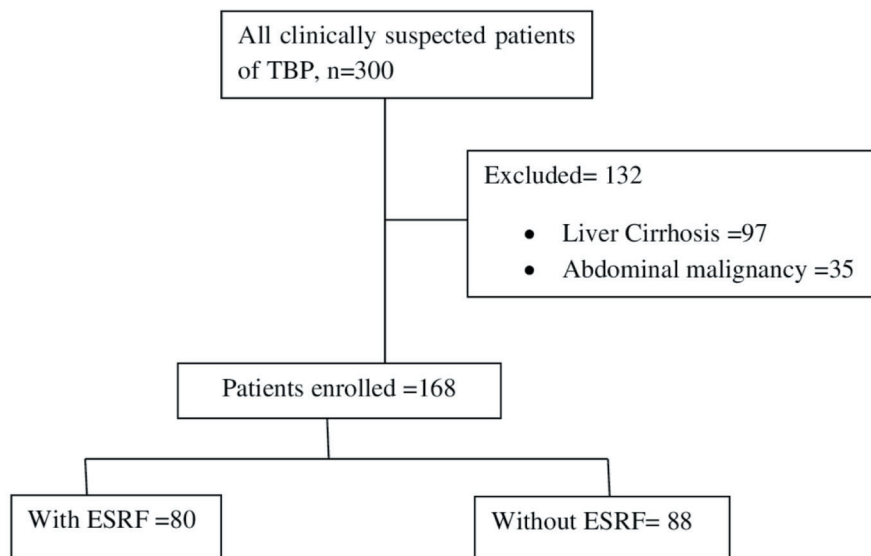 All clinically suspected patients
of TBP, n=300
Excluded= 132
• Liver Cirrhosis =97
• Abdominal malignancy =35
Patients enrolled =168
With ESRF =80
Without ESRF= 88